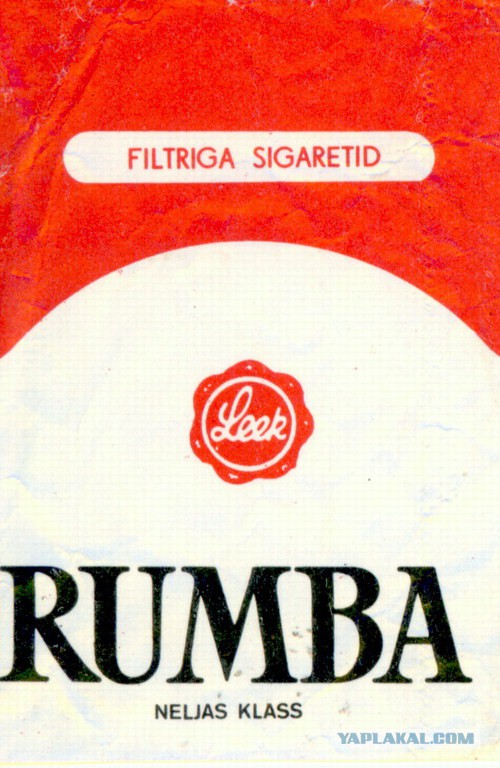 FILTRIGA SIGARETID
Leek
RUMBA
NELJAS KLASS
YAPLAKAL.COM